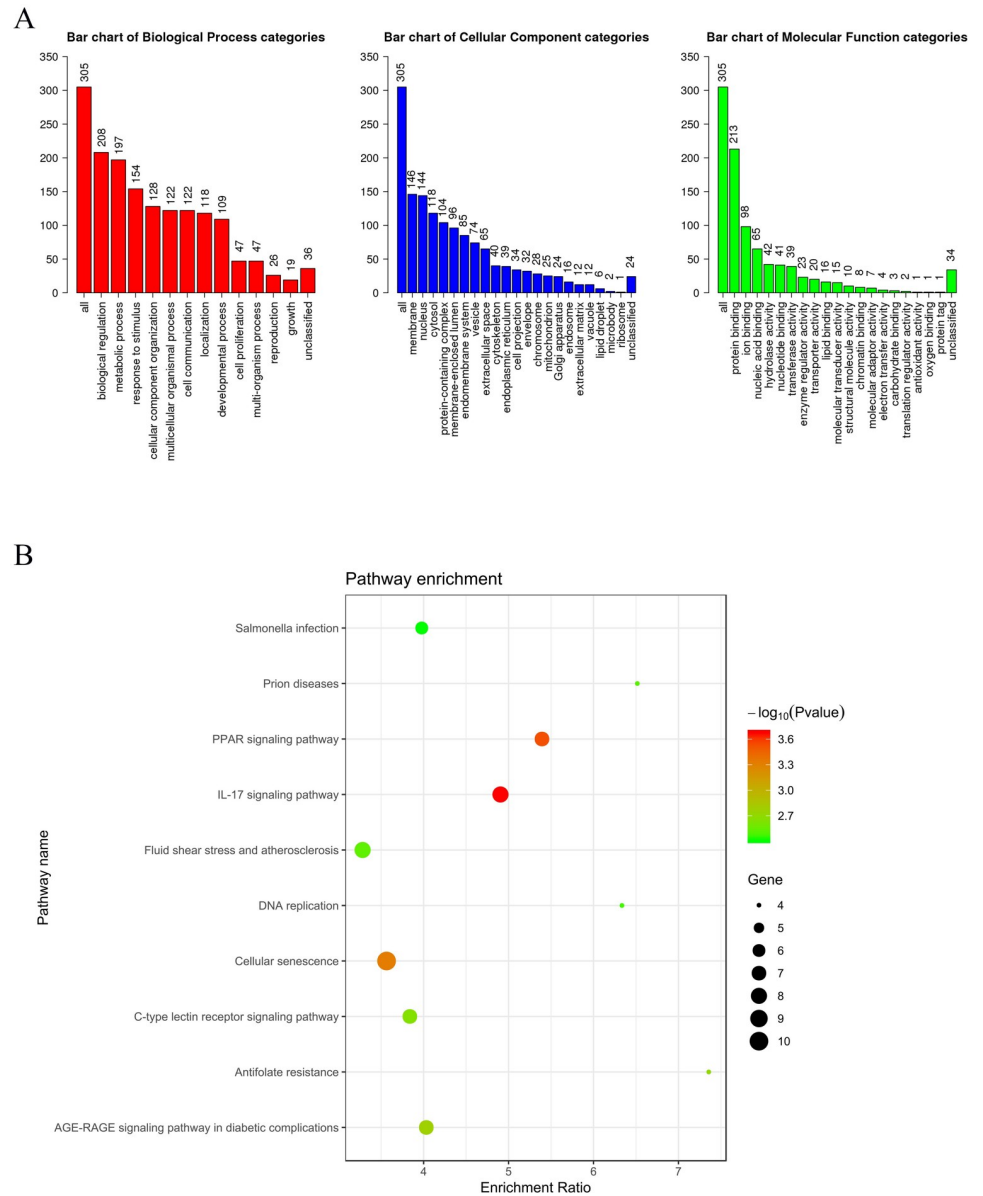 A
Bar chart of Biological Process categories
350
300
250
200
150
100
50
0
305
208
197
154
128
122
122
118
109
47
47
26
19
36
all
biological regulation
metabolic process
response to stimulus
cellular component organization
multicellular organismal process
cell communication
localization
developmental process
cell proliferation
multi-organism process
reproduction
growth
unclassified
Bar chart of Cellular Component categories
350
300
250
200
150
100
50
0
305
146
144
118
104
96
85
74
65
40
39
34
32
28
25
24
16
12
12
6
2
1
24
all
membrane
nucleus
cytosol
protein-containing complex
membrane-enclosed lumen
endomembrane system
vesicle
extracellular space
cytoskeleton
endoplasmic reticulum
cell projection
envelope
chromosome
mitochondrion
Golgi apparatus
endosome
extracellular matrix
vacuole
lipid droplet
microbody
ribosome
unclassified
Bar chart of Molecular Function categories
350
300
250
200
150
100
50
0
305
213
98
65
42
41
39
23
20
16
15
10
8
7
4
3
2
1
1
1
34
all
protein binding
ion binding
nucleic acid binding
hydrolase activity
nucleotide binding
transferase activity
enzyme regulator activity
transporter activity
lipid binding
molecular transducer activity
structural molecule activity
chromatin binding
molecular adaptor activity
electron transfer activity
carbohydrate binding
translation regulator activity
antioxidant activity
oxygen binding
protein tag
unclassified
B
Pathway enrichment
Pathway name
Salmonella infection
Prion diseases
PPAR signaling pathway
IL-17 signaling pathway
Fluid shear stress and atherosclerosis
DNA replication
Cellular senescence
C-type lectin receptor signaling pathway
Antifolate resistance
AGE-RAGE signaling pathway in diabetic complications
4 5 6 7
Enrichment Ratio
−log₁₀(Pvalue)
3.6
3.3
3.0
2.7
Gene
4
5
6
7
8
9
10